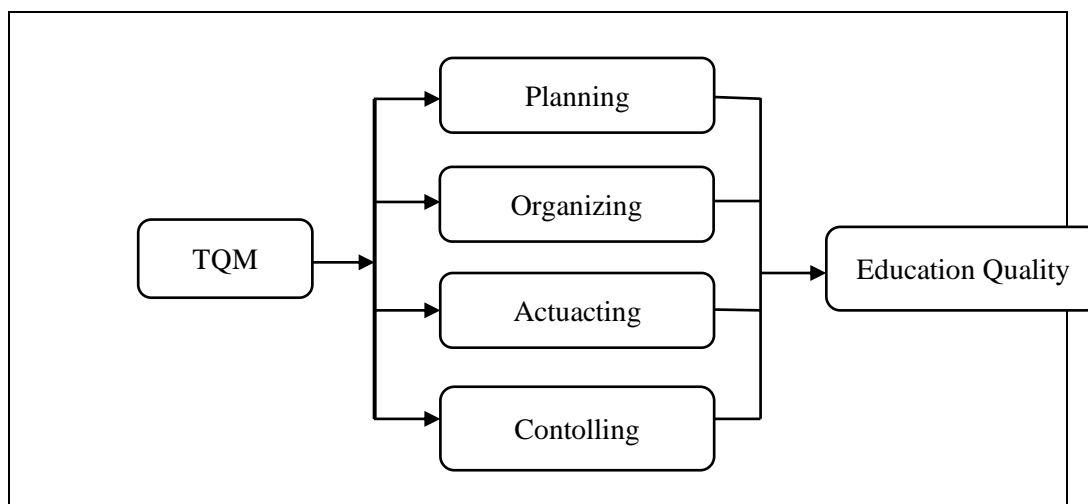 Planning
Organizing
TQM
Education Quality
Actuacting
Contolling